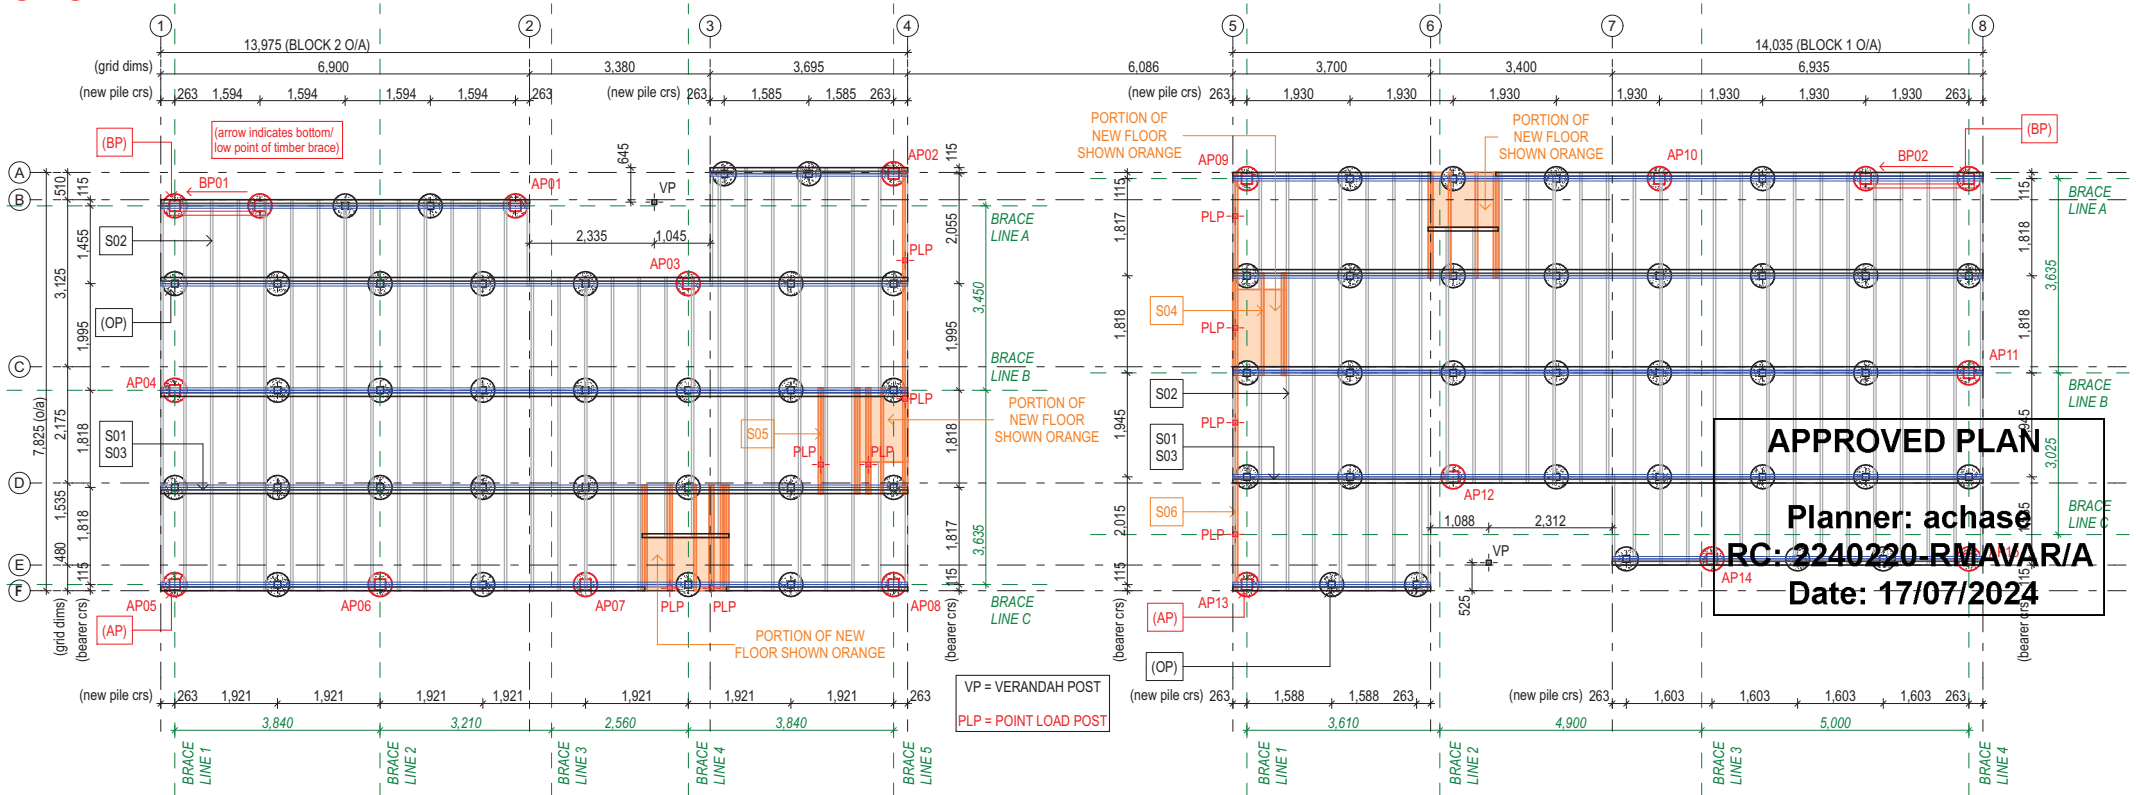 1
2
3
4
5
6
7
8
13,975 (BLOCK 2 O/A)
14,035 (BLOCK 1 O/A)
(grid dims)
6,900
3,380
3,695
6,086
3,700
3,400
6,935
(new pile crs)
263
1,594
1,594
1,594
1,594
263
(new pile crs)
263
1,585
1,585
263
(new pile crs)
263
1,930
1,930
1,930
1,930
1,930
1,930
1,930
263
(BP)
(arrow indicates bottom/
low point of timber brace)
645
AP02
115
PORTION OF
NEW FLOOR
SHOWN ORANGE
PORTION OF
NEW FLOOR
SHOWN ORANGE
(BP)
A
B
C
D
E
F
510
115
BP01
AP01
VP
AP09
AP10
BP02
115
115
BRACE
LINE A
BRACE
LINE A
S02
1,455
2,335
1,045
2,055
PLP
PLP
1,817
1,818
3,125
AP03
3,450
3,635
(OP)
1,995
1,995
S04
PLP
1,818
1,818
AP04
BRACE
LINE B
AP11
BRACE
LINE B
7,825 (o/a)
2,175
1,818
S01
S03
S05
PLP
PLP
PLP
PORTION OF
NEW FLOOR
SHOWN ORANGE
1,818
S02
PLP
1,945
S01
S03
APPROVED PLAN
3,025
1,535
1,818
AP12
S06
2,015
1,088
2,312
Planner: achase
BRACE
LINE C
480
115
1,817
3,635
PLP
VP
RC: 2240220-RMAVAR/A
115
115
AP05
AP06
AP07
PLP
PLP
AP08
BRACE
LINE C
AP13
525
AP14
Date: 17/07/2024
(AP)
(AP)
(grid dims)
(bearer crs)
PORTION OF NEW
FLOOR SHOWN ORANGE
(bearer crs)
(bearer crs)
(bearer crs)
(OP)
VP = VERANDAH POST
PLP = POINT LOAD POST
(new pile crs)
263
1,921
1,921
1,921
1,921
1,921
1,921
1,921
263
(new pile crs)
263
1,588
1,588
263
(new pile crs)
263
1,603
1,603
1,603
1,603
263
3,840
3,210
2,560
3,840
3,610
4,900
5,000
BRACE
LINE 1
BRACE
LINE 2
BRACE
LINE 3
BRACE
LINE 4
BRACE
LINE 5
BRACE
LINE 1
BRACE
LINE 2
BRACE
LINE 3
BRACE
LINE 4